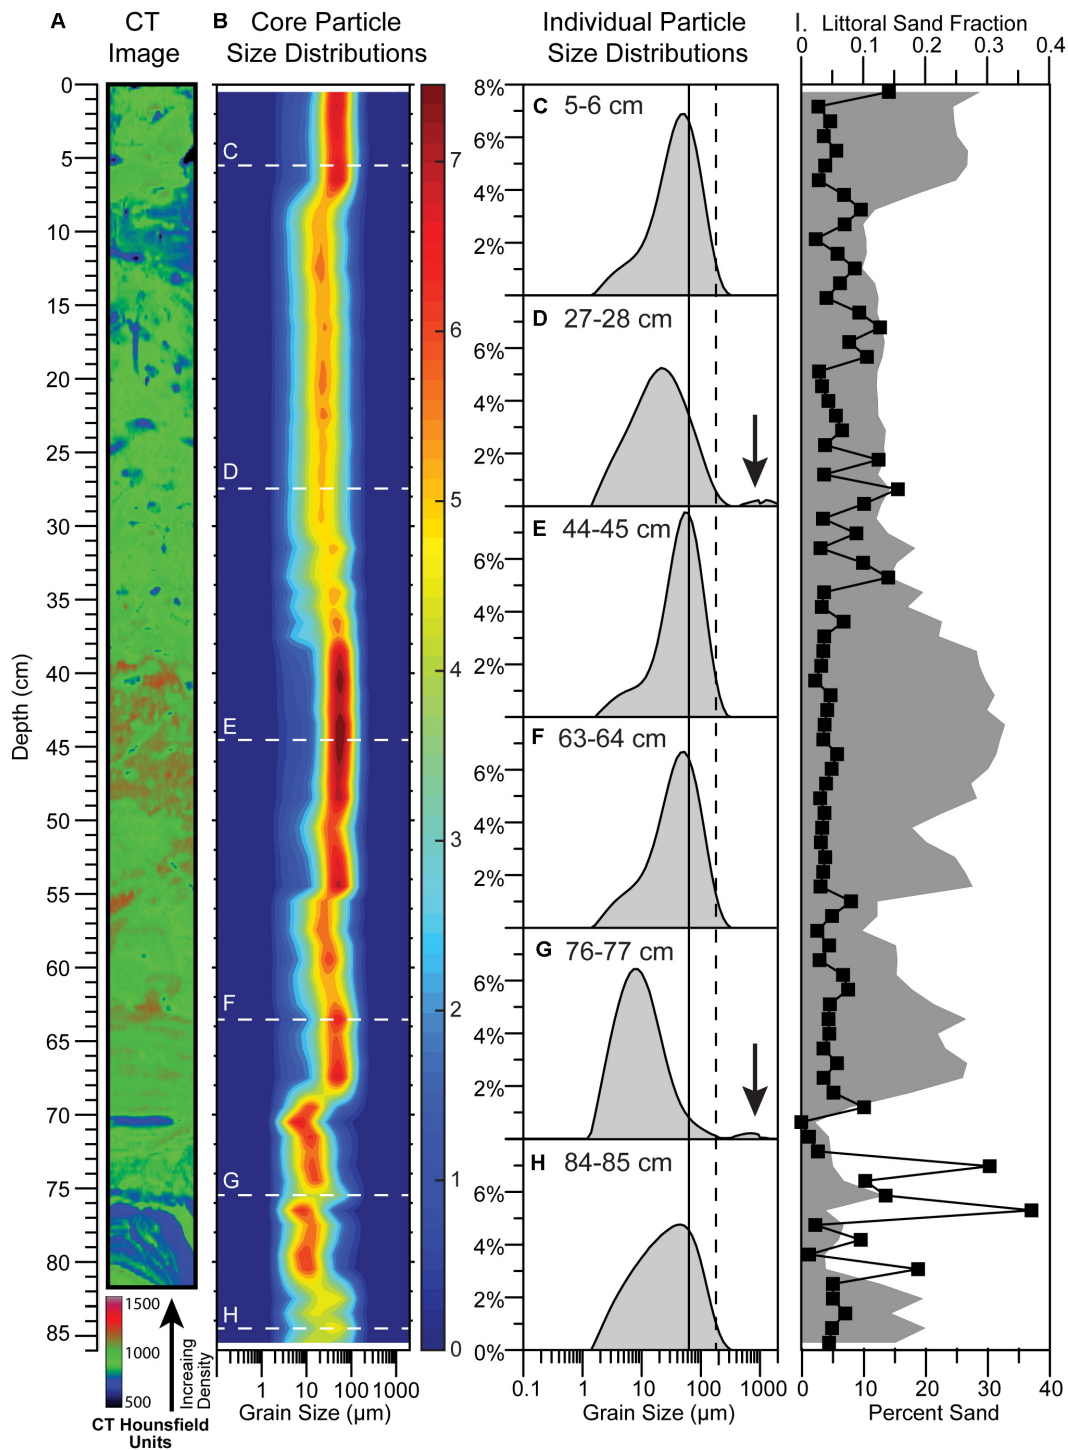 A CT Image
B Core Particle Size Distributions
Individual Particle Size Distributions
I. Littoral Sand Fraction
0 0.1 0.2 0.3 0.4
Depth (cm)
0
5
10
15
20
25
30
35
40
45
50
55
60
65
70
75
80
85
C
D
E
F
G
H
7
6
5
4
3
2
1
0
1 10 100 1000
Grain Size (µm)
1500
1000
500
Increaing Density
CT Hounsfield Units
C 5-6 cm
8%
6%
4%
2%
D 27-28 cm
6%
4%
2%
E 44-45 cm
6%
4%
2%
F 63-64 cm
6%
4%
2%
G 76-77 cm
6%
4%
2%
H 84-85 cm
6%
4%
2%
0%
0.1 1 10 100 1000
Grain Size (µm)
0 10 20 30 40
Percent Sand